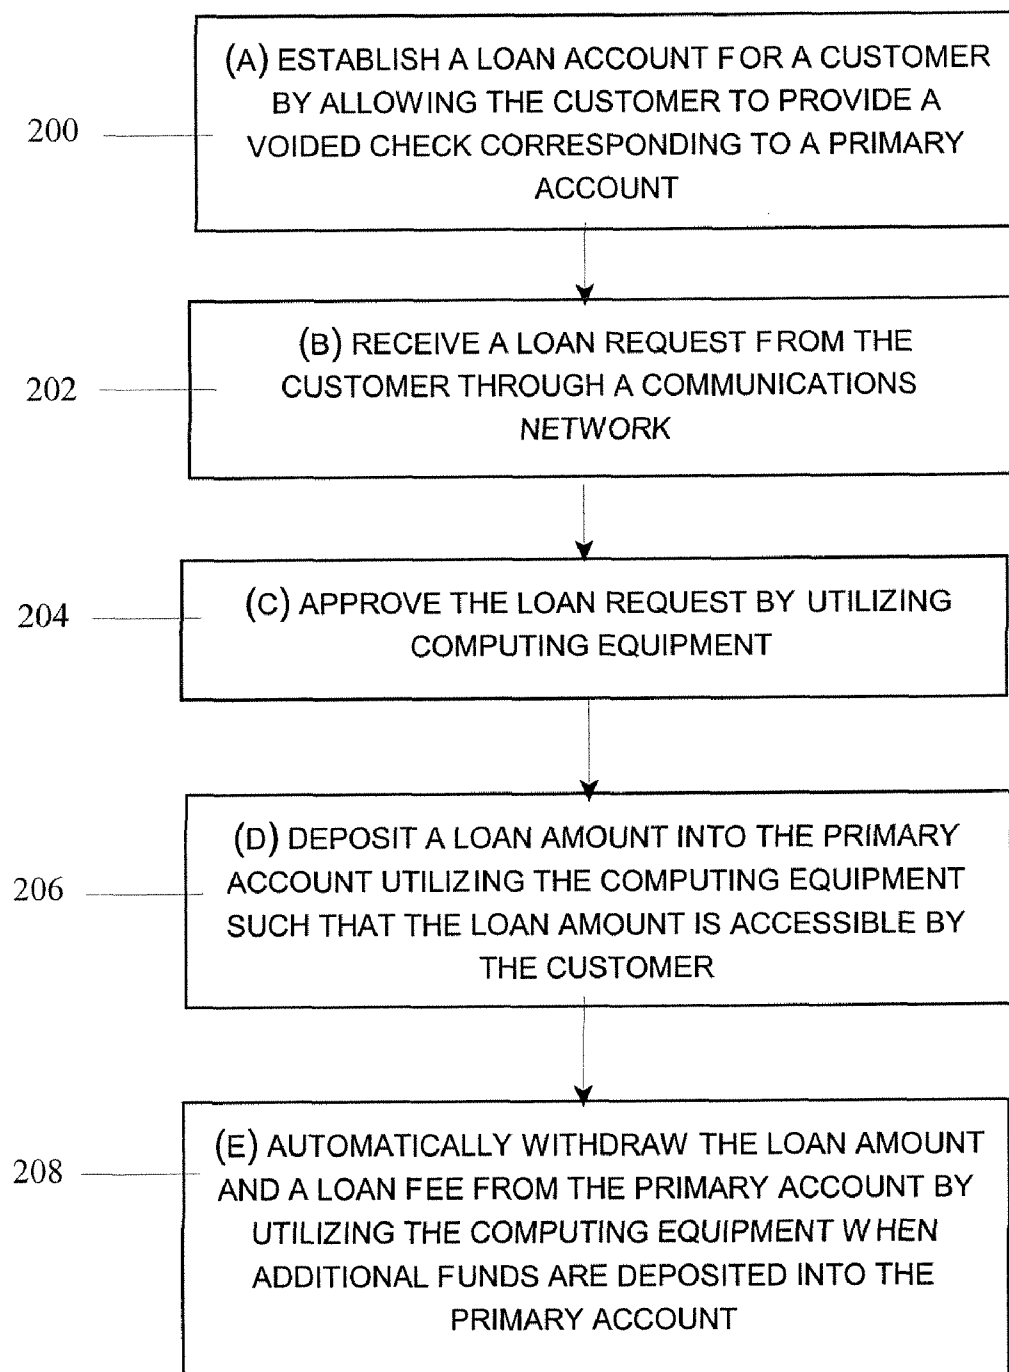 (A) ESTABLISH A LOAN ACCOUNT FOR A CUSTOMER
BY ALLOWING THE CUSTOMER TO PROVIDE A
VOIDED CHECK CORRESPONDING TO A PRIMARY
ACCOUNT
200
(B) RECEIVE A LOAN REQUEST FROM THE
CUSTOMER THROUGH A COMMUNICATIONS
NETWORK
202
(C) APPROVE THE LOAN REQUEST BY UTILIZING
COMPUTING EQUIPMENT
204
(D) DEPOSIT A LOAN AMOUNT INTO THE PRIMARY
ACCOUNT UTILIZING THE COMPUTING EQUIPMENT
SUCH THAT THE LOAN AMOUNT IS ACCESSIBLE BY
THE CUSTOMER
206
(E) AUTOMATICALLY WITHDRAW THE LOAN AMOUNT
AND A LOAN FEE FROM THE PRIMARY ACCOUNT BY
UTILIZING THE COMPUTING EQUIPMENT WHEN
ADDITIONAL FUNDS ARE DEPOSITED INTO THE
PRIMARY ACCOUNT
208